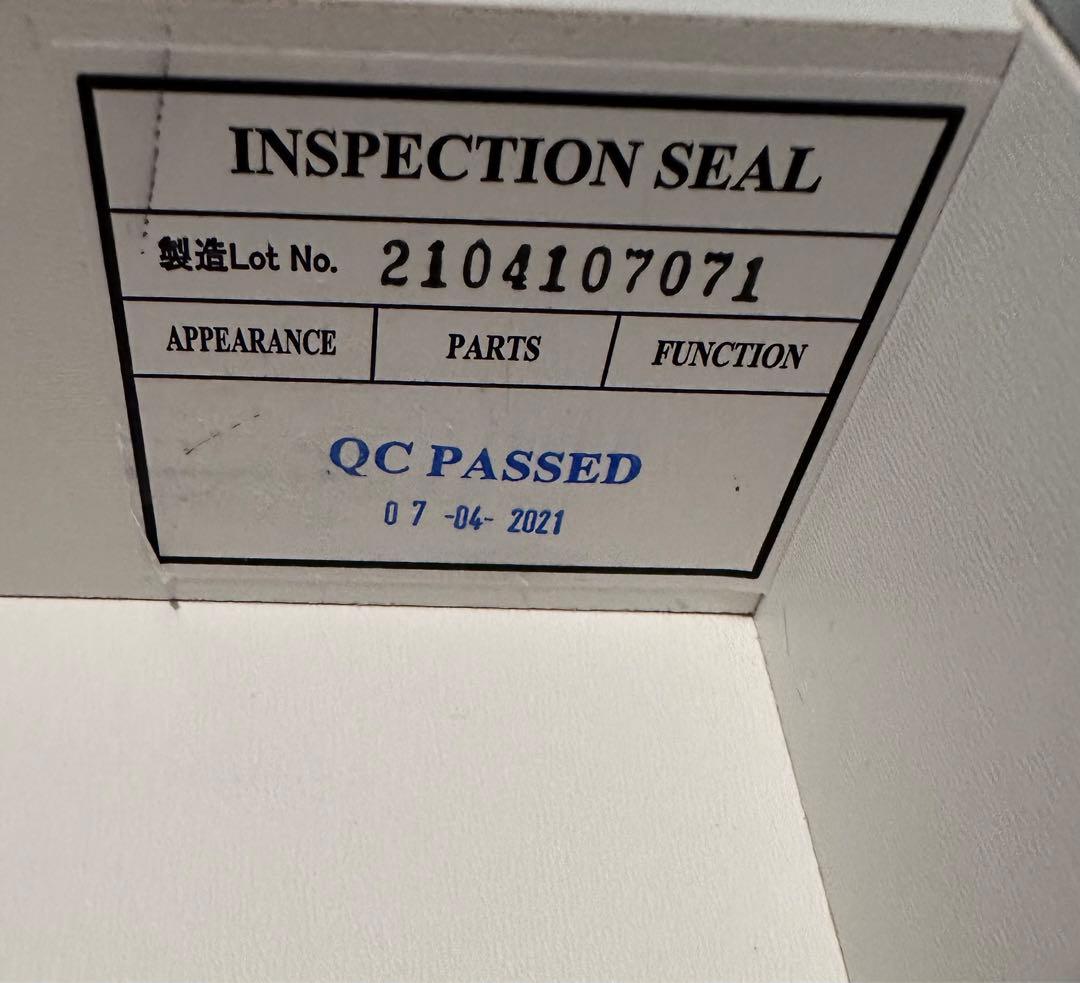 INSPECTION SEAL
製造Lot No. 2104107071
APPEARANCE PARTS FUNCTION
QC PASSED
07 -04- 2021